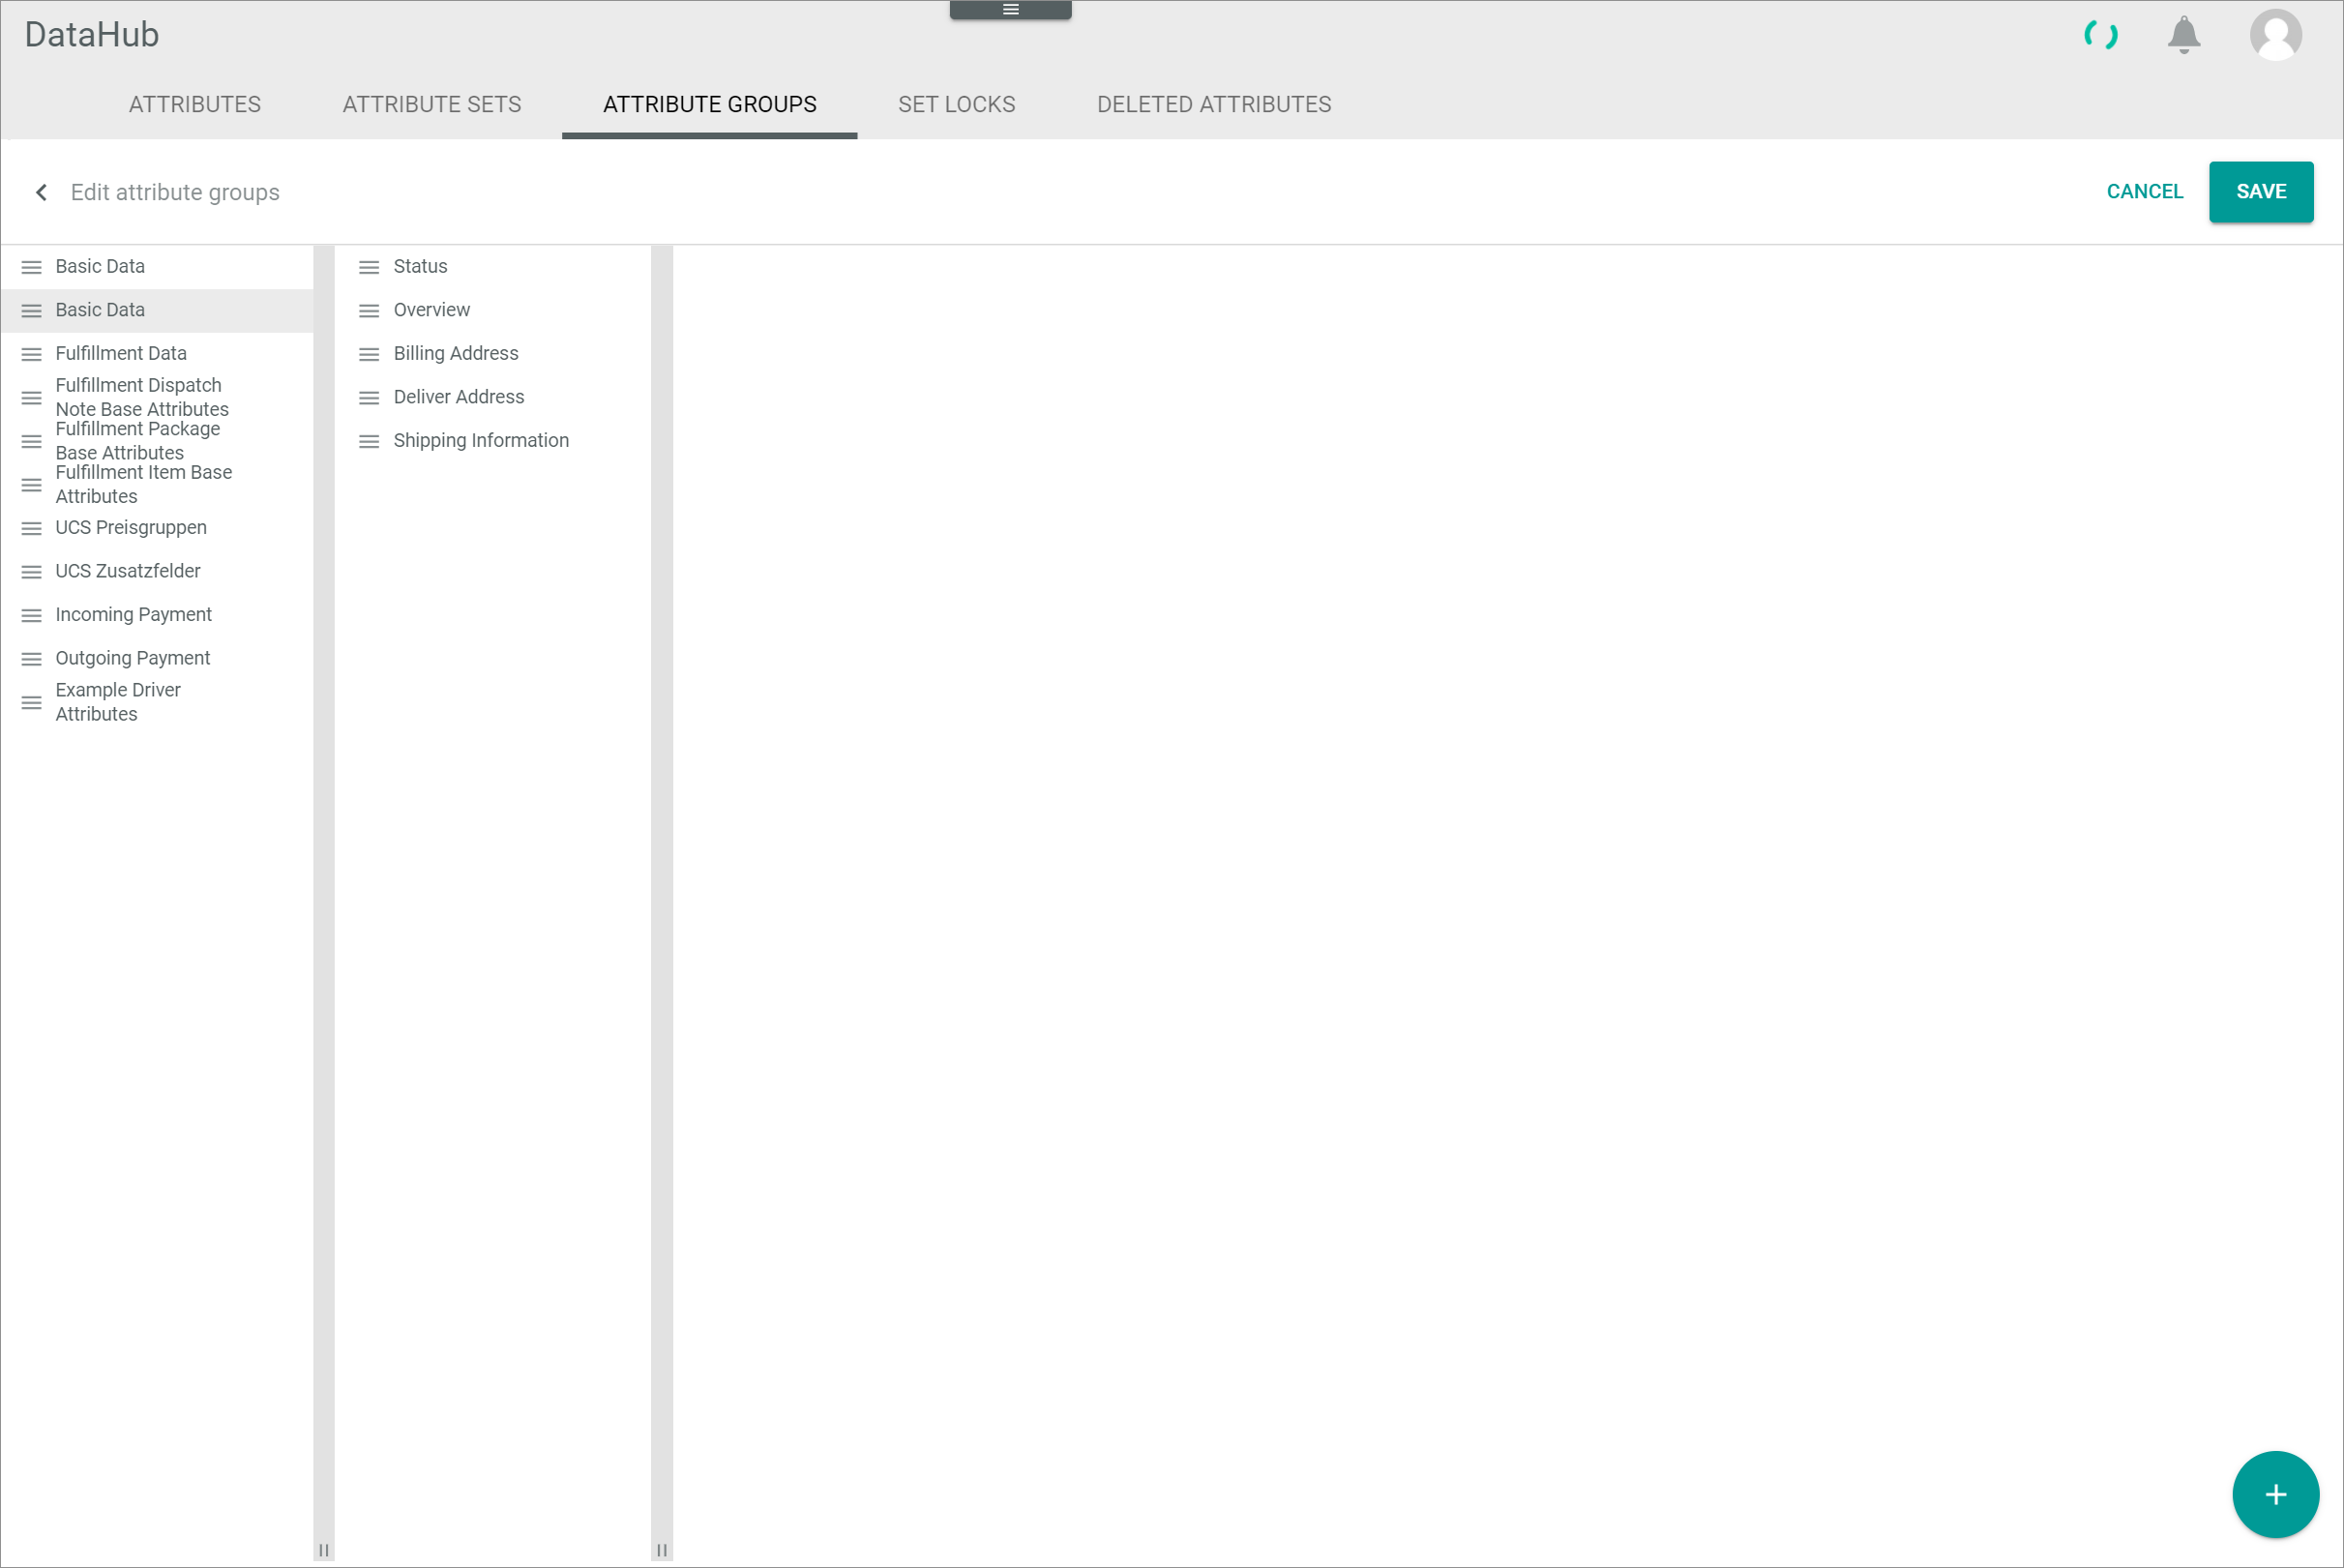 DataHub
ATTRIBUTES
ATTRIBUTE SETS
ATTRIBUTE GROUPS
SET LOCKS
DELETED ATTRIBUTES
Edit attribute groups
CANCEL
SAVE
Basic Data
Basic Data
Fulfillment Data
Fulfillment Dispatch
Note Base Attributes
Fulfillment Package
Base Attributes
Fulfillment Item Base
Attributes
UCS Preisgruppen
UCS Zusatzfelder
Incoming Payment
Outgoing Payment
Example Driver
Attributes
Status
Overview
Billing Address
Deliver Address
Shipping Information